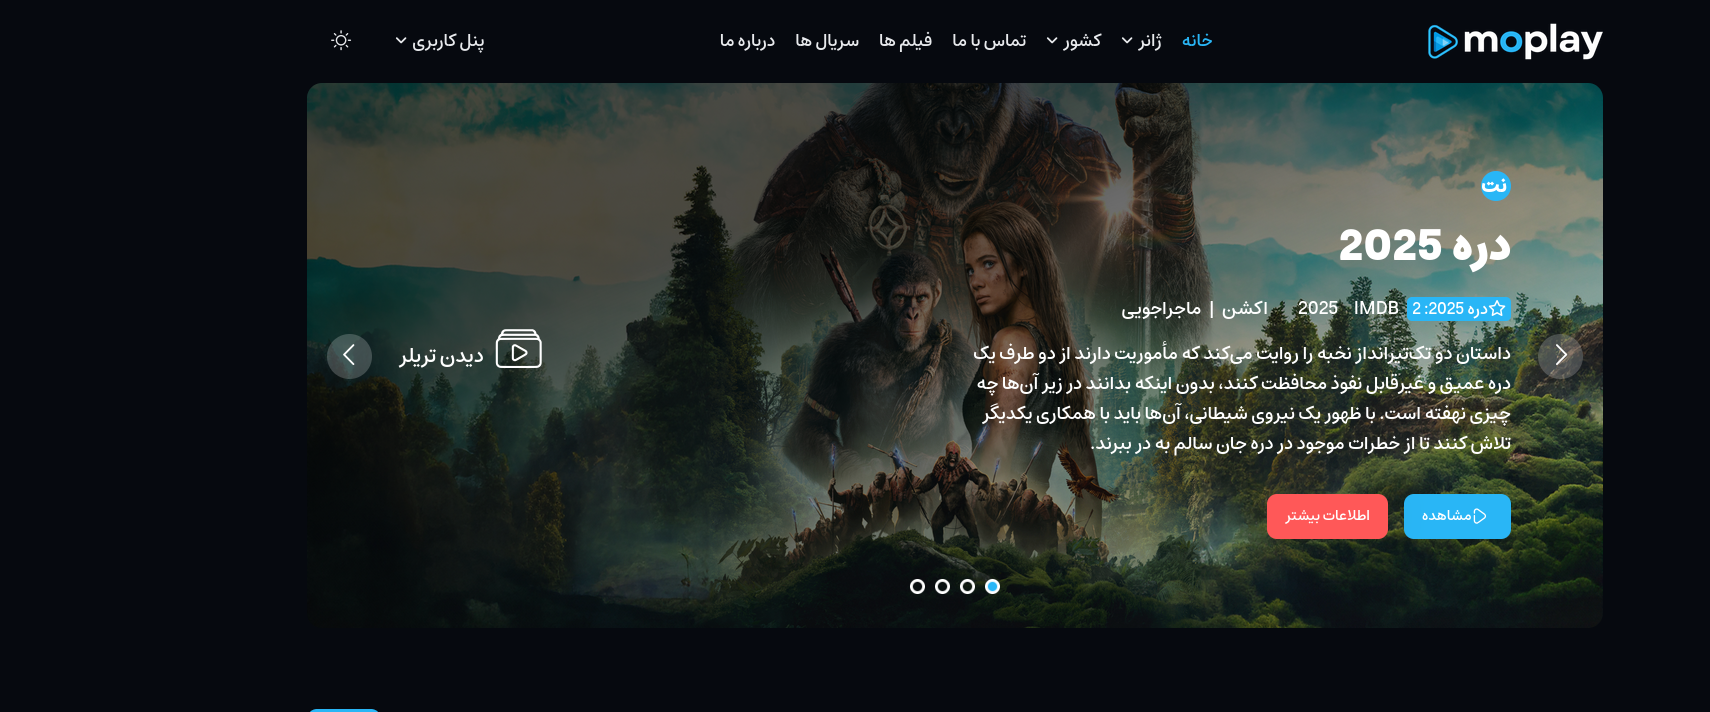 moplay
خانه ژانر کشور تماس با ما فیلم ها سریال ها درباره ما
پنل کاربری
نت
دره 2025
دره 2025: 2 IMDB 2025 اکشن | ماجراجویی
داستان دو تک‌تیرانداز نخبه را روایت می‌کند که مأموریت دارند از دو طرف یک
دره عمیق و غیرقابل نفوذ محافظت کنند، بدون اینکه بدانند در زیر آن‌ها چه
چیزی نهفته است. با ظهور یک نیروی شیطانی، آن‌ها باید با همکاری یکدیگر
تلاش کنند تا از خطرات موجود در دره جان سالم به در ببرند.
مشاهده
اطلاعات بیشتر
دیدن تریلر